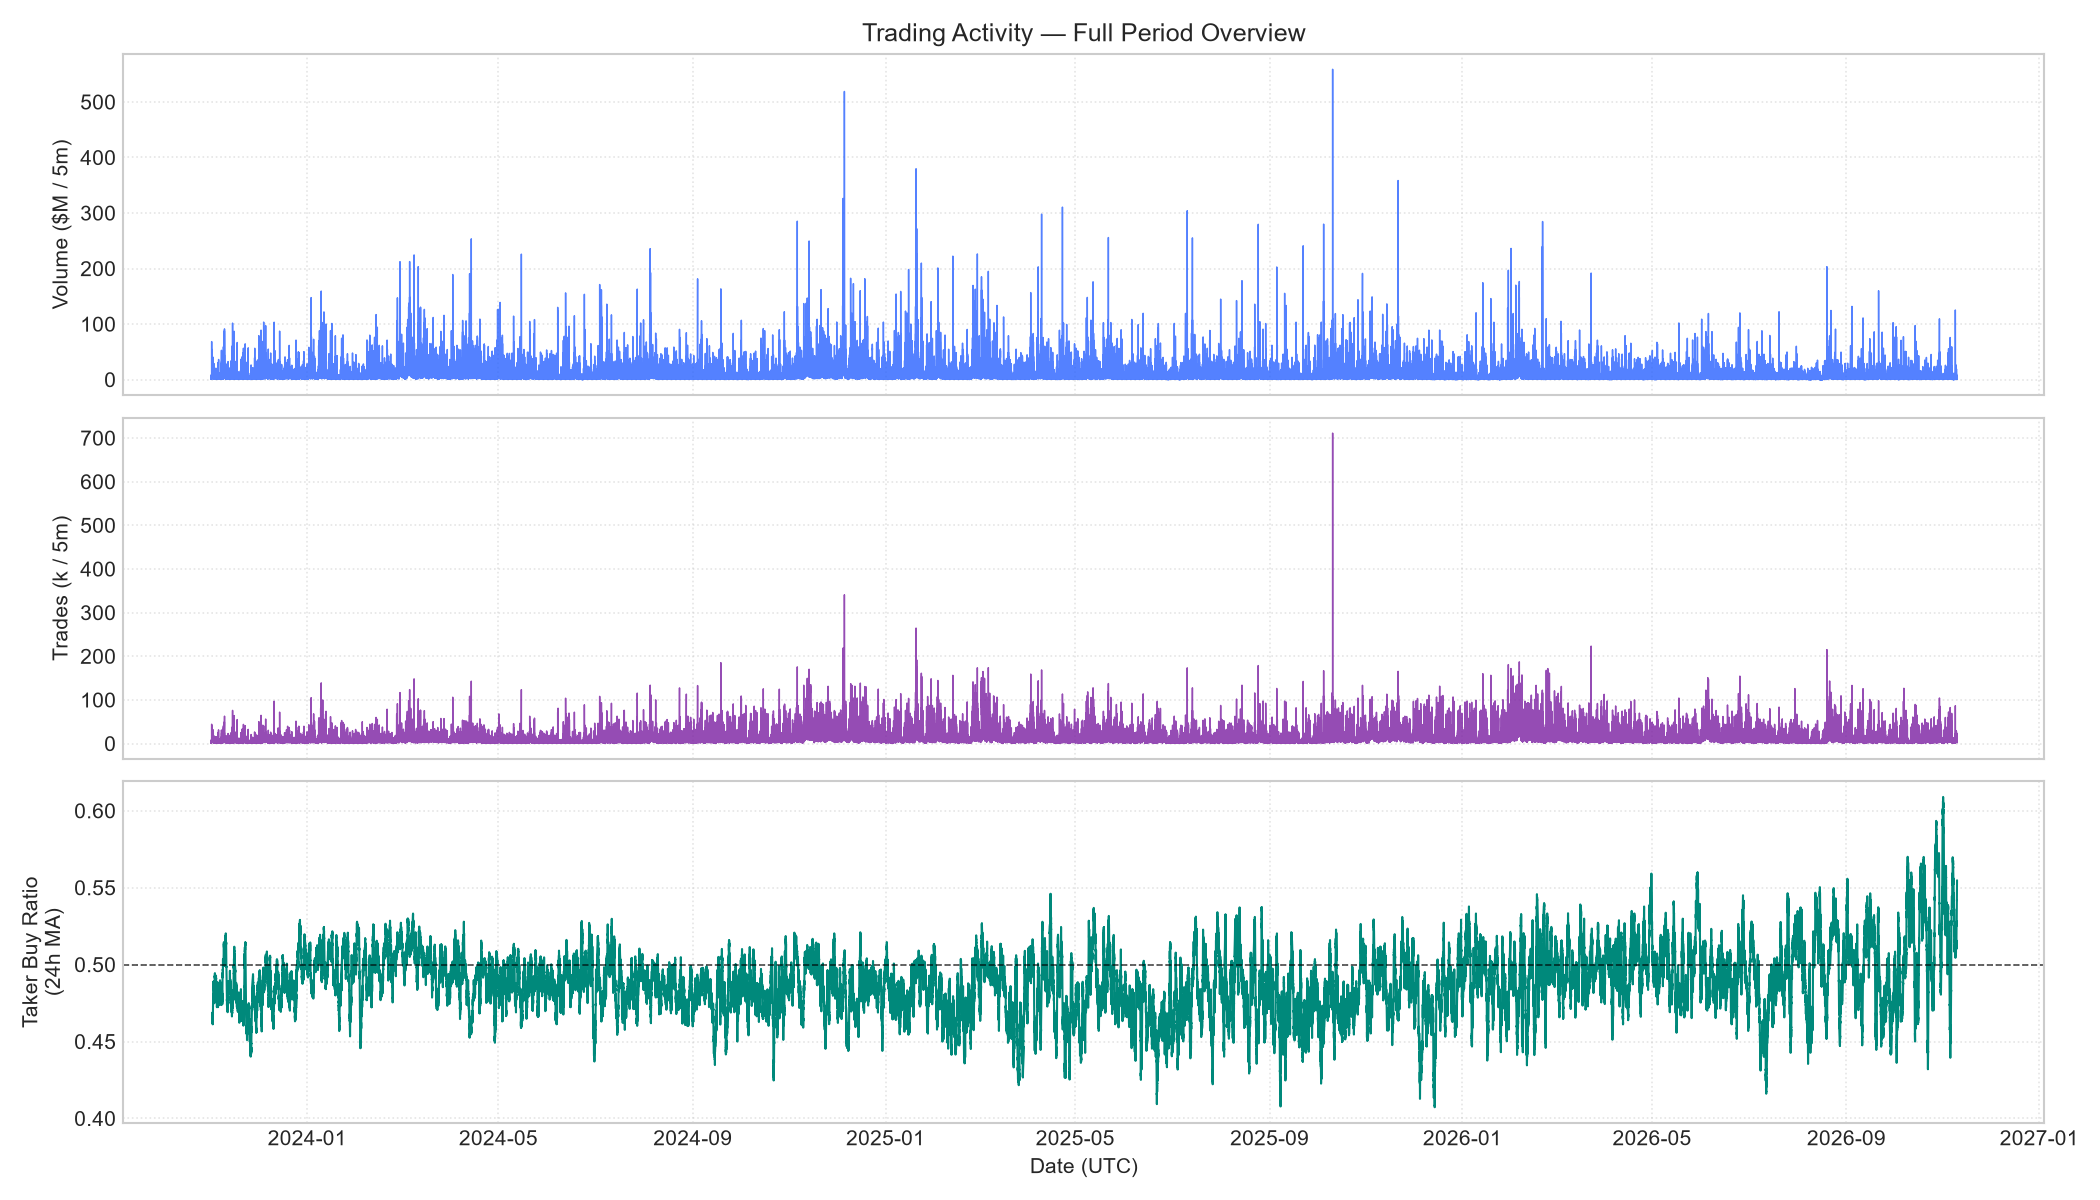 Trading Activity — Full Period Overview
Volume ($M / 5m)
500
400
300
200
100
0
Trades (k / 5m)
700
600
500
400
300
200
100
0
Taker Buy Ratio
(24h MA)
0.60
0.55
0.50
0.45
0.40
2024-01 2024-05 2024-09 2025-01 2025-05 2025-09 2026-01 2026-05 2026-09 2027-01
Date (UTC)